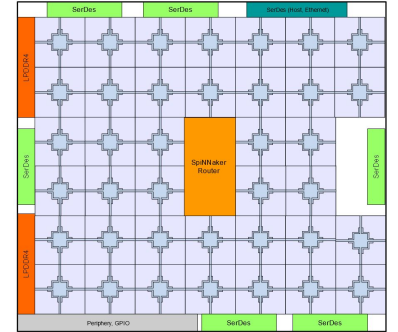 SerDes
SerDes
SerDes (Host, Ethernet)
LPDDR4
SerDes
SpiNNaker
Router
SerDes
LPDDR4
Periphery, GPIO
SerDes
SerDes